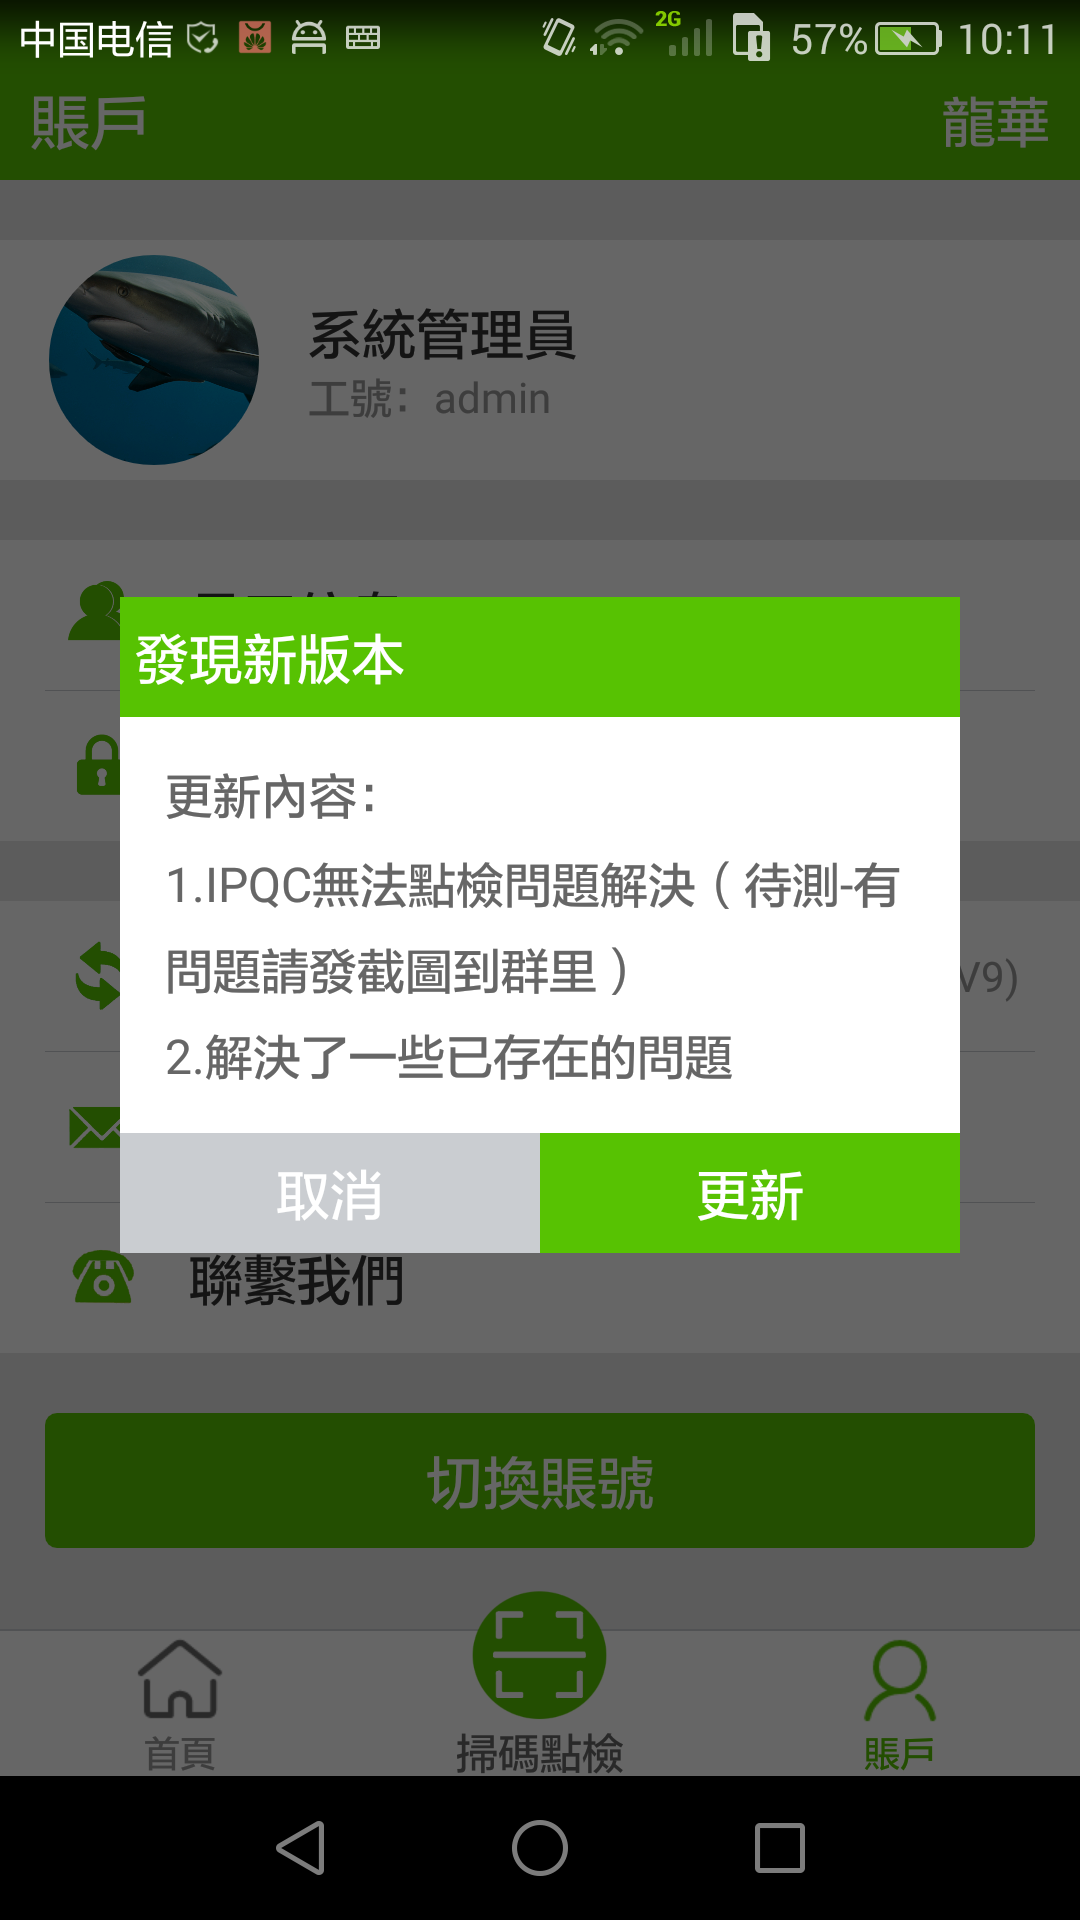 中国电信 2G 57% 10:11
賬戶 龍華
系統管理員
工號：admin
發現新版本
更新內容：
1.IPQC無法點檢問題解決（待測-有
問題請發截圖到群里）
V9)
2.解決了一些已存在的問題
取消 更新
聯繫我們
切換賬號
首頁 掃碼點檢 賬戶